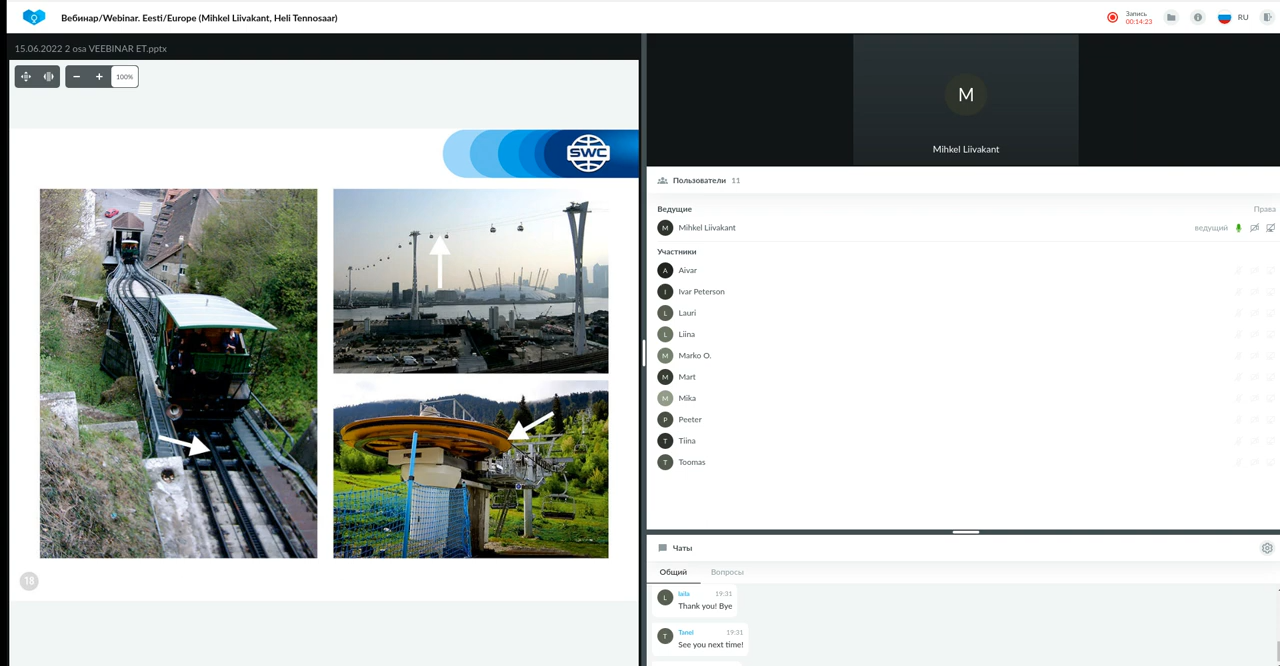 Вебинар/Webinar. Eesti/Europe (Mihkel Liivakant, Heli Tennosaar)
Запись
00:14:23
RU
15.06.2022 2 osa VEEBINAR ET.pptx
100%
SWC
18
M
Mihkel Liivakant
Пользователи 11
Ведущие Права
M Mihkel Liivakant ведущий
Участники
A Aivar
I Ivar Peterson
L Lauri
L Liina
M Marko O.
M Mart
M Mika
P Peeter
T Tiina
T Toomas
Чаты
Общий Вопросы
L laila 19:31
Thank you! Bye
T Tanel 19:31
See you next time!